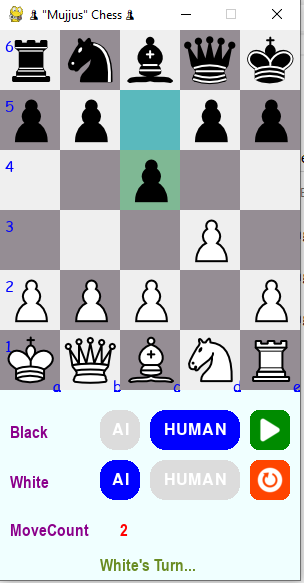 ♟ "Mujjus" Chess ♟
6
5
4
3
2
1
a b c d e
Black AI HUMAN
White AI HUMAN
MoveCount 2
White's Turn...